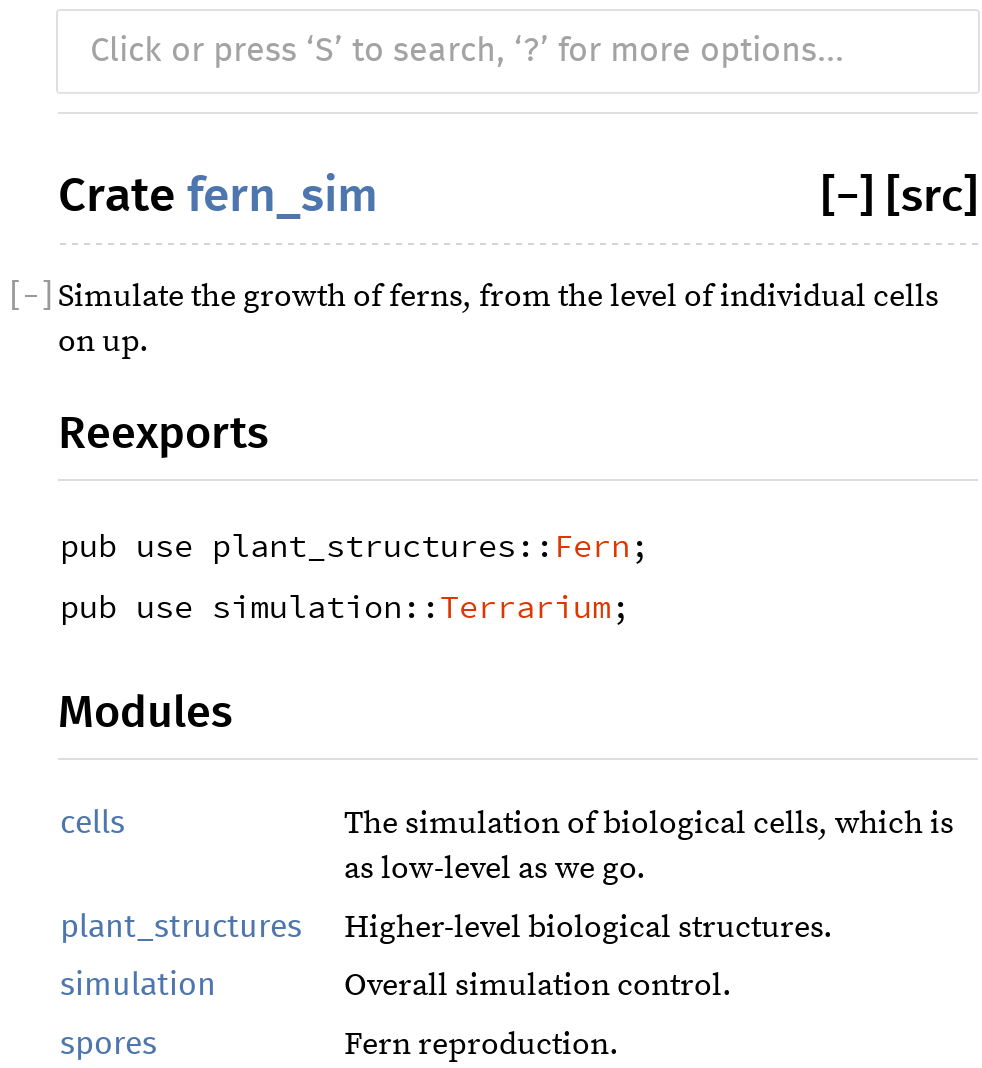 Click or press ‘S’ to search, ‘?’ for more options...
Crate fern_sim [−] [src]
[−] Simulate the growth of ferns, from the level of individual cells
on up.
Reexports
pub use plant_structures::Fern;
pub use simulation::Terrarium;
Modules
cells The simulation of biological cells, which is
as low-level as we go.
plant_structures Higher-level biological structures.
simulation Overall simulation control.
spores Fern reproduction.